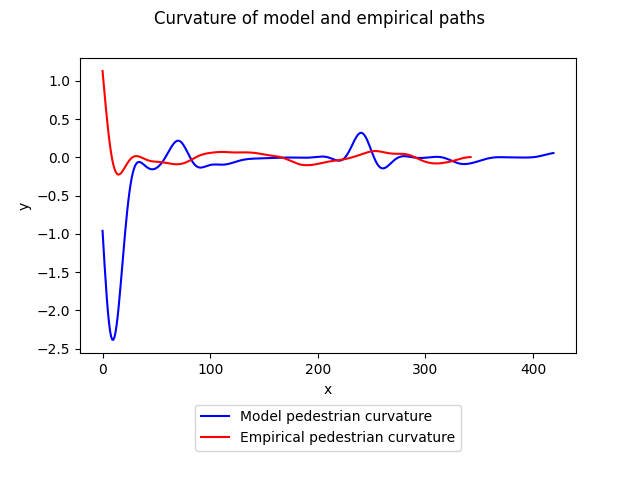 Curvature of model and empirical paths
1.0
0.5
0.0
−0.5
−1.0
−1.5
−2.0
−2.5
y
0 100 200 300 400
x
Model pedestrian curvature
Empirical pedestrian curvature